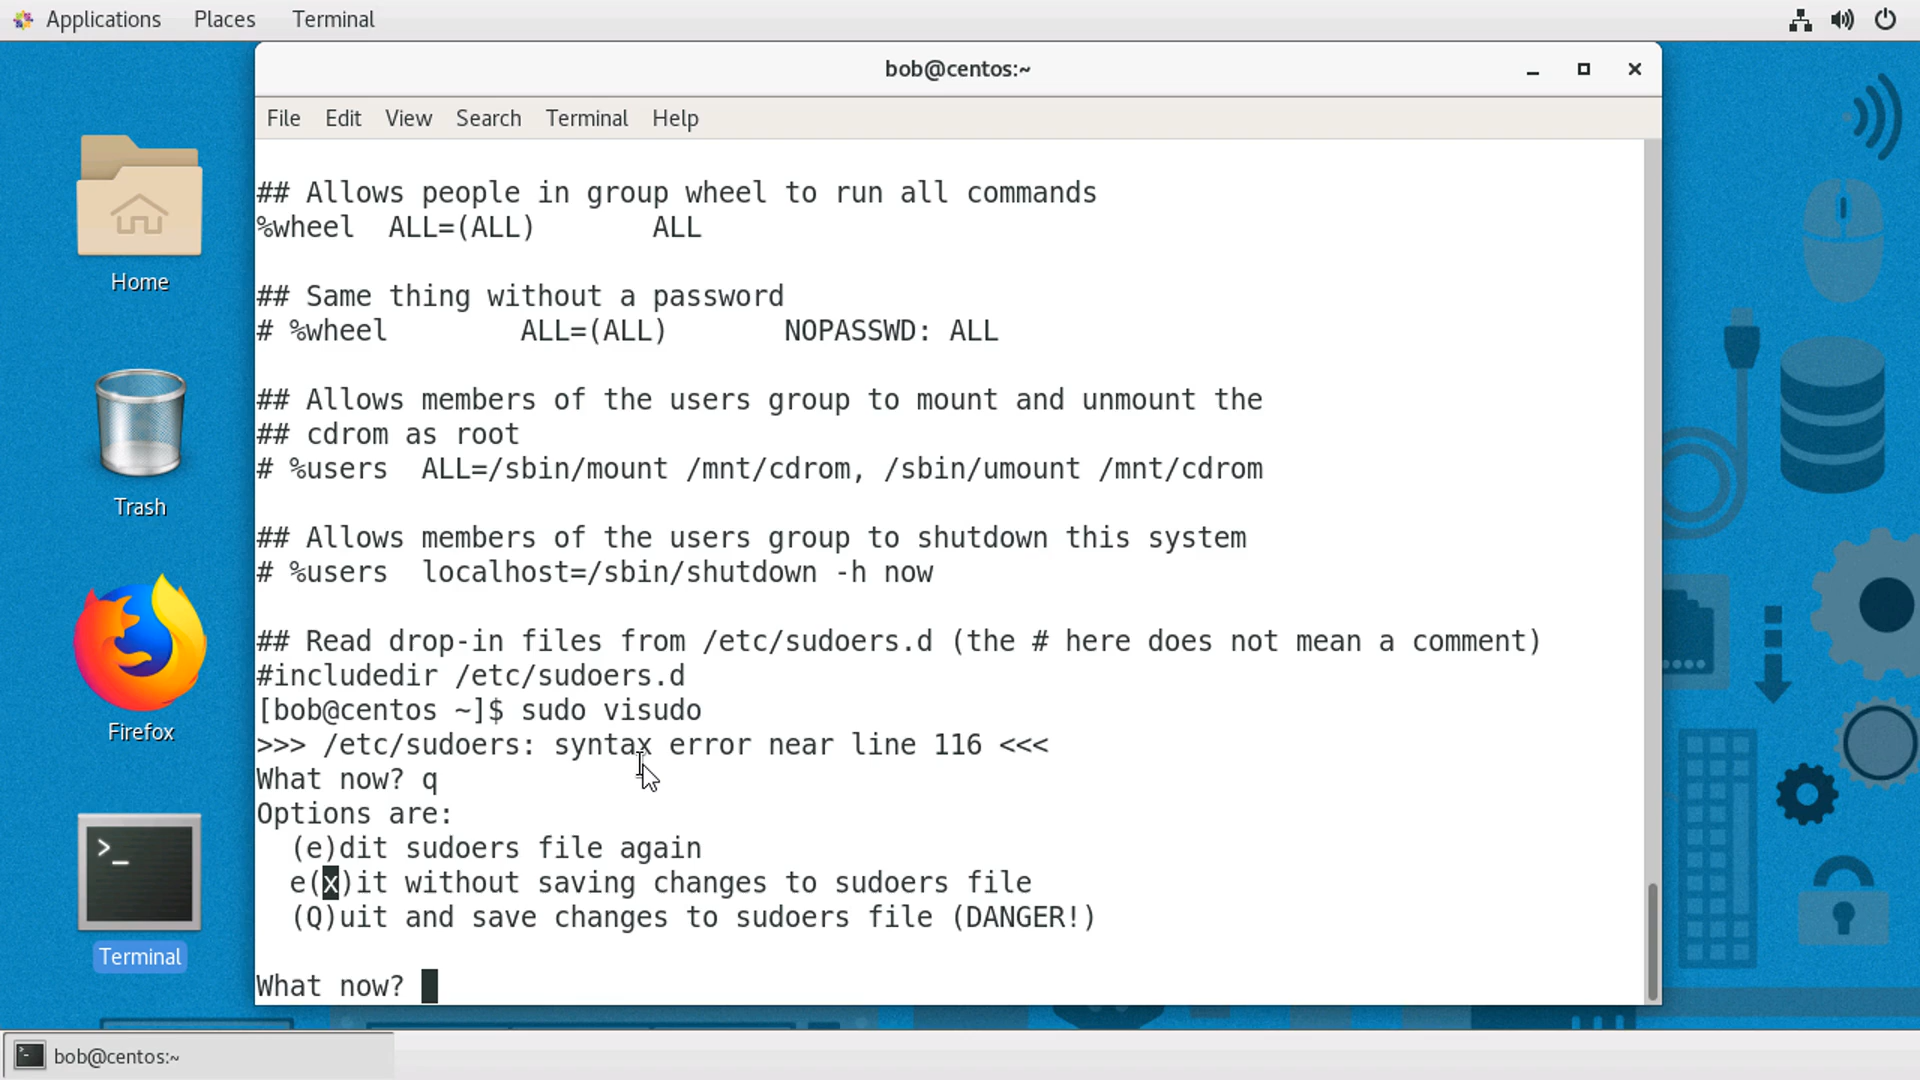 Applications Places Terminal
bob@centos:~
File Edit View Search Terminal Help
## Allows people in group wheel to run all commands
%wheel ALL=(ALL) ALL
## Same thing without a password
# %wheel ALL=(ALL) NOPASSWD: ALL
## Allows members of the users group to mount and unmount the
## cdrom as root
# %users ALL=/sbin/mount /mnt/cdrom, /sbin/umount /mnt/cdrom
## Allows members of the users group to shutdown this system
# %users localhost=/sbin/shutdown -h now
## Read drop-in files from /etc/sudoers.d (the # here does not mean a comment)
#includedir /etc/sudoers.d
[bob@centos ~]$ sudo visudo
>>> /etc/sudoers: syntax error near line 116 <<<
What now? q
Options are:
(e)dit sudoers file again
e(x)it without saving changes to sudoers file
(Q)uit and save changes to sudoers file (DANGER!)
What now?
Home
Trash
Firefox
>_
Terminal
bob@centos:~